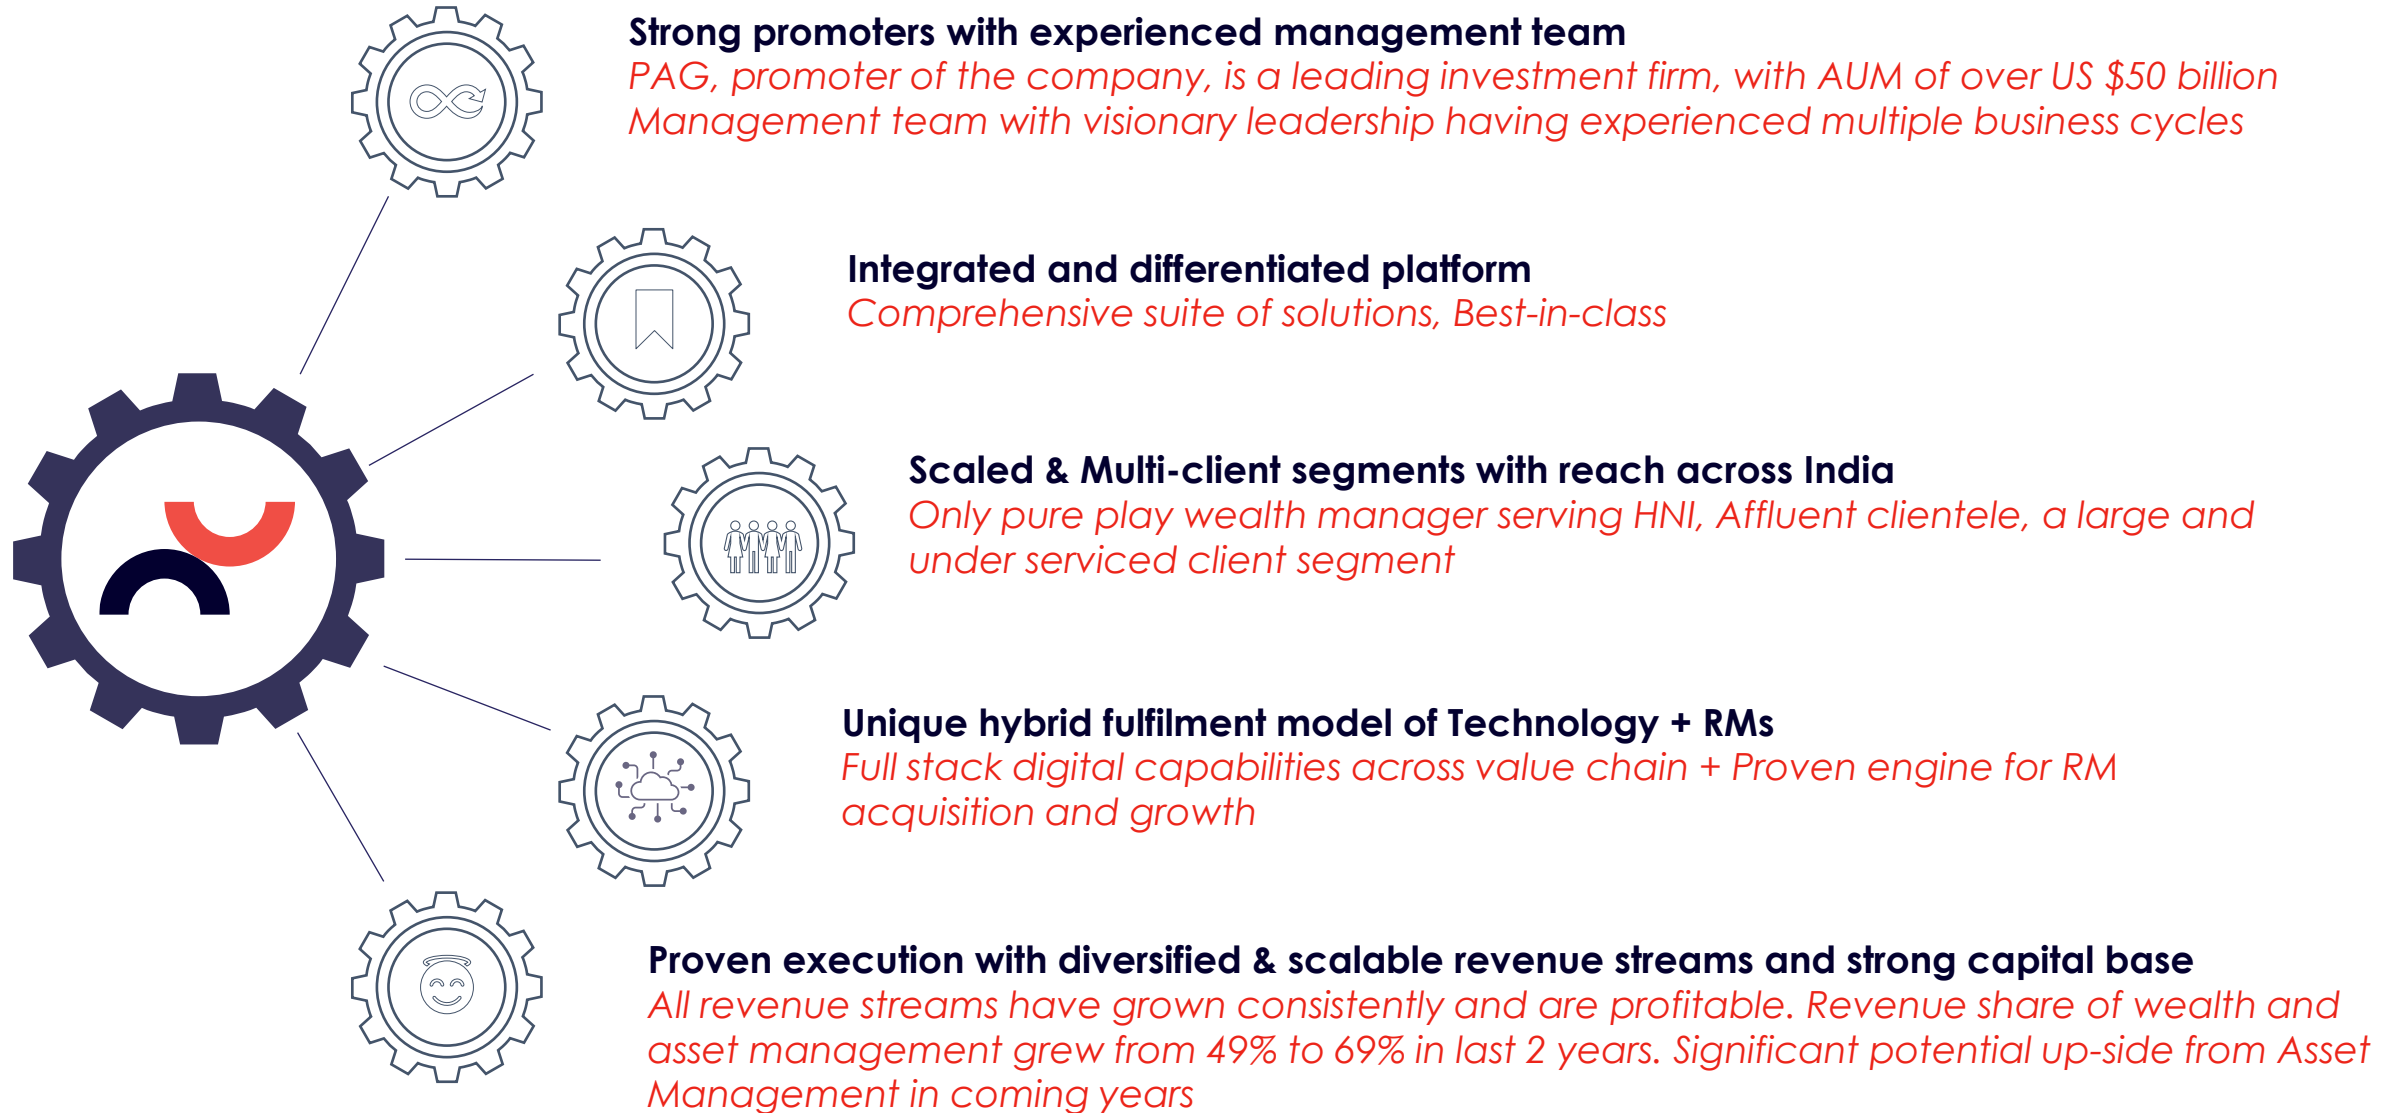 Strong promoters with experienced management team
PAG, promoter of the company, is a leading investment firm, with AUM of over US $50 billion
Management team with visionary leadership having experienced multiple business cycles
Integrated and differentiated platform
Comprehensive suite of solutions, Best-in-class
Scaled & Multi-client segments with reach across India
Only pure play wealth manager serving HNI, Affluent clientele, a large and
under serviced client segment
Unique hybrid fulfilment model of Technology + RMs
Full stack digital capabilities across value chain + Proven engine for RM
acquisition and growth
Proven execution with diversified & scalable revenue streams and strong capital base
All revenue streams have grown consistently and are profitable. Revenue share of wealth and
asset management grew from 49% to 69% in last 2 years. Significant potential up-side from Asset
Management in coming years